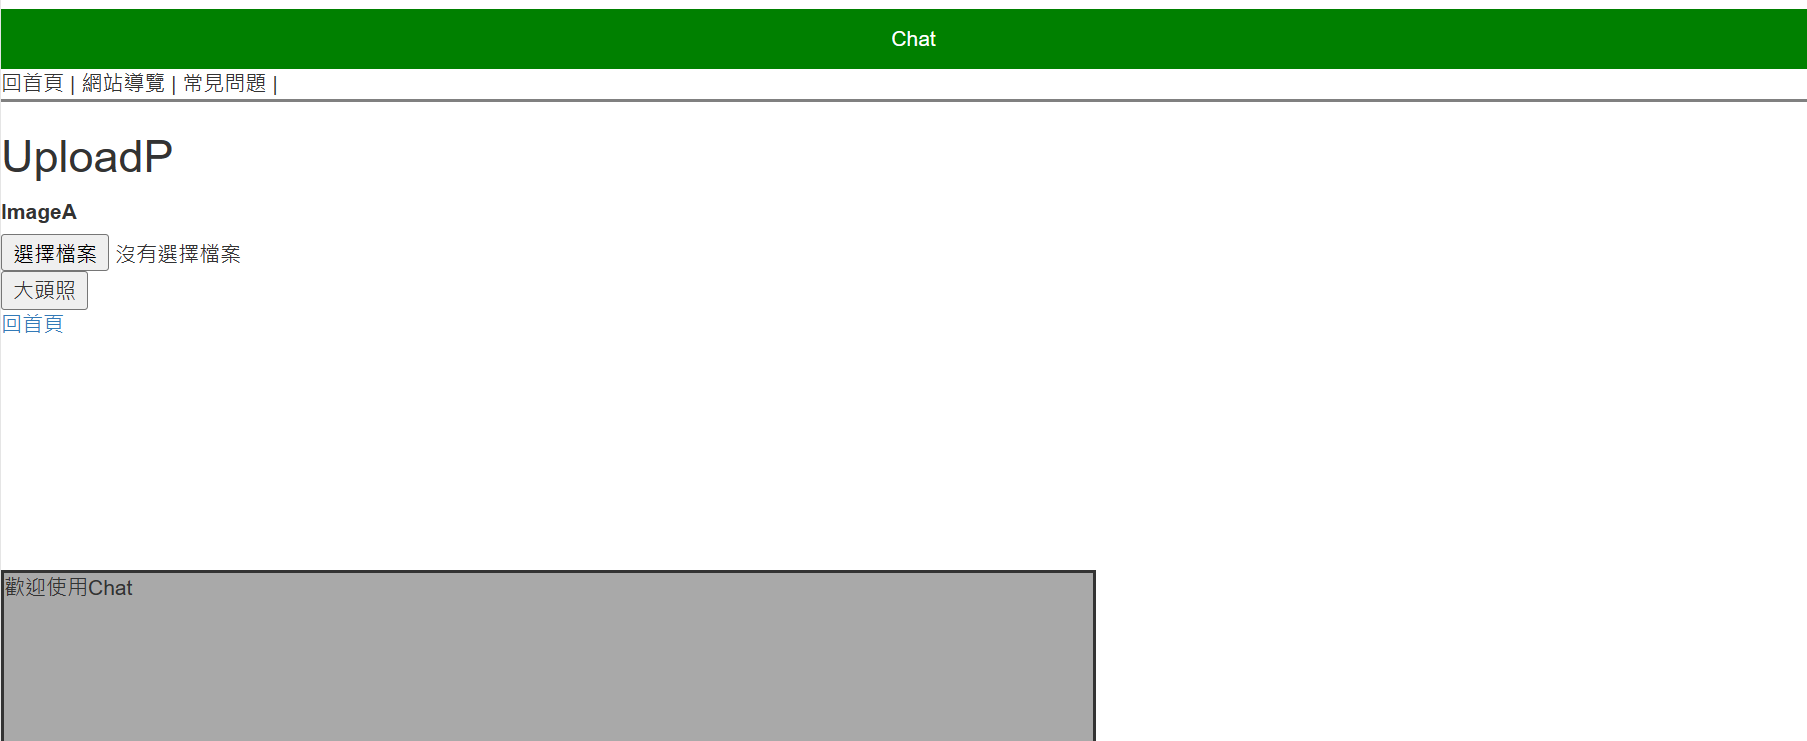 Chat
回首頁 | 網站導覽 | 常見問題 |
UploadP
ImageA
選擇檔案 沒有選擇檔案
大頭照
回首頁
歡迎使用Chat